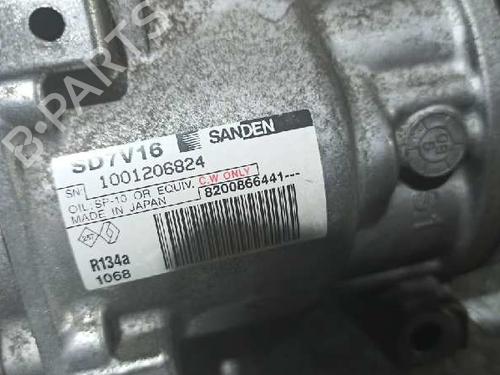 B-PARTS
SD7V16 SANDEN
SN: 1001206824
OIL: SP-10 OR EQUIV. C.W ONLY
MADE IN JAPAN 8200866441---
R134a
1068